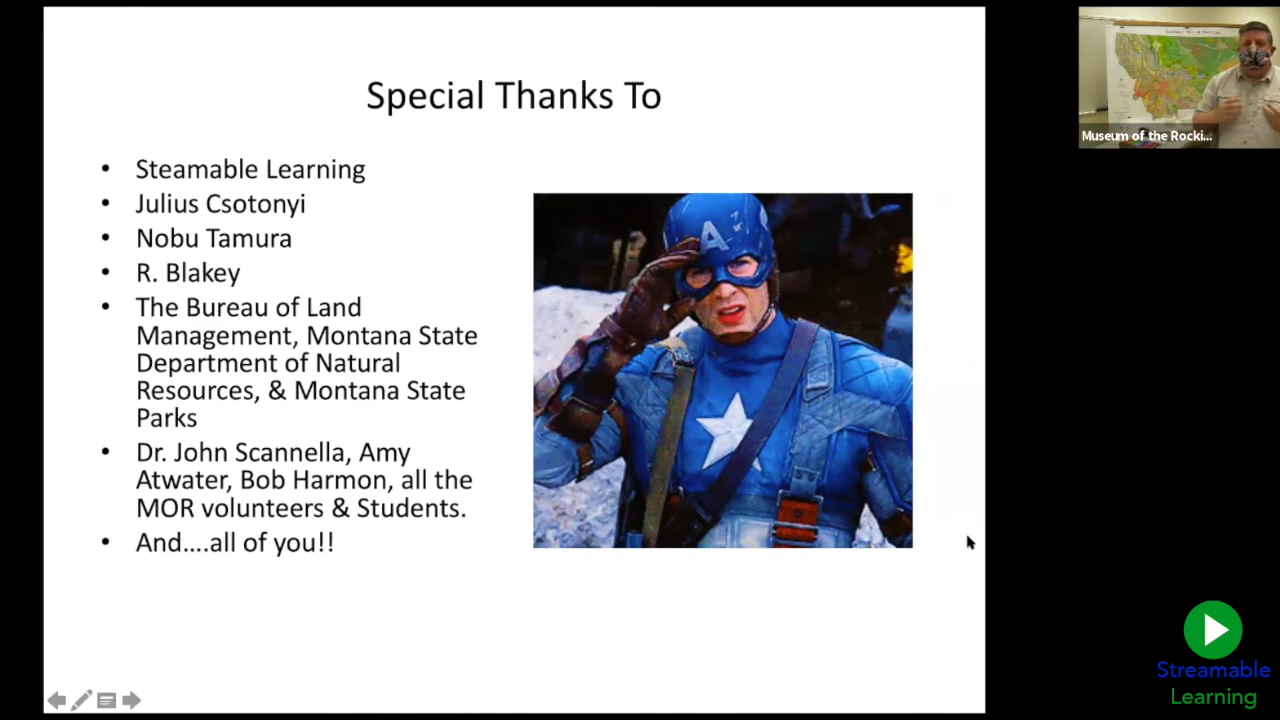 Special Thanks To
• Steamable Learning
• Julius Csotonyi
• Nobu Tamura
• R. Blakey
• The Bureau of Land
Management, Montana State
Department of Natural
Resources, & Montana State
Parks
• Dr. John Scannella, Amy
Atwater, Bob Harmon, all the
MOR volunteers & Students.
• And....all of you!!
A
Museum of the Rocki...
Streamable
Learning